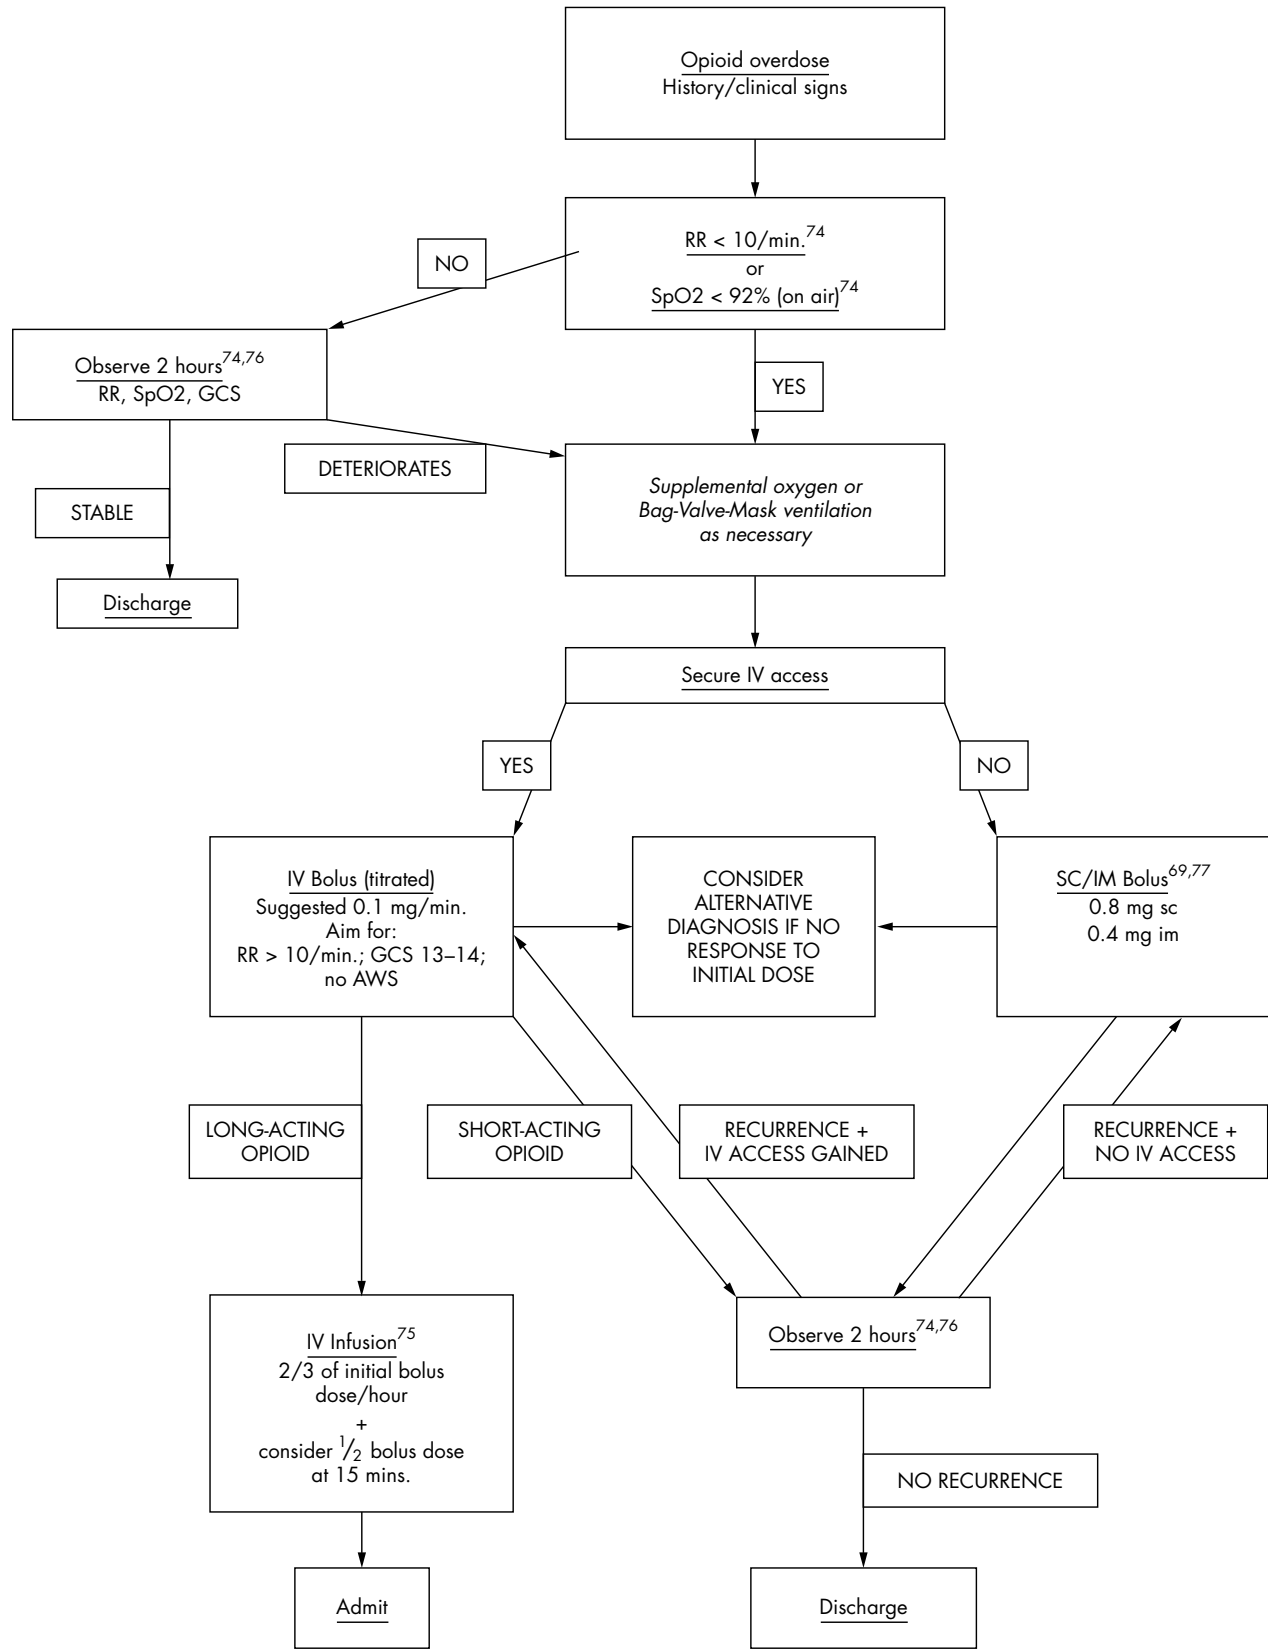 Opioid overdose
History/clinical signs
RR < 10/min.74
or
SpO2 < 92% (on air)74
NO
Observe 2 hours74,76
RR, SpO2, GCS
YES
DETERIORATES
STABLE
Supplemental oxygen or
Bag-Valve-Mask ventilation
as necessary
Discharge
Secure IV access
YES
NO
IV Bolus (titrated)
Suggested 0.1 mg/min.
Aim for:
RR > 10/min.; GCS 13–14;
no AWS
CONSIDER
ALTERNATIVE
DIAGNOSIS IF NO
RESPONSE TO
INITIAL DOSE
SC/IM Bolus69,77
0.8 mg sc
0.4 mg im
LONG-ACTING
OPIOID
SHORT-ACTING
OPIOID
RECURRENCE +
IV ACCESS GAINED
RECURRENCE +
NO IV ACCESS
IV Infusion75
2/3 of initial bolus
dose/hour
+
consider 1/2 bolus dose
at 15 mins.
Observe 2 hours74,76
NO RECURRENCE
Admit
Discharge